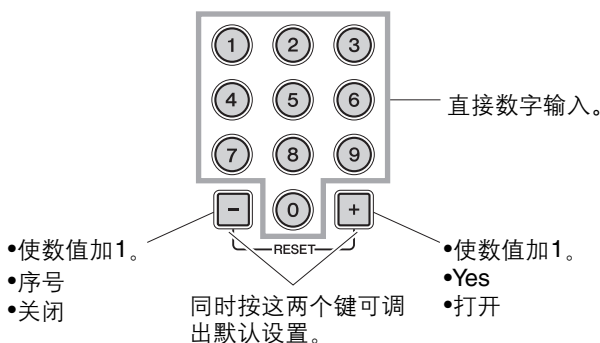 1 2 3
4 5 6
直接数字输入。
7 8 9
- 0 +
RESET
•使数值加1。
•序号
•关闭
同时按这两个键可调
出默认设置。
•使数值加1。
•Yes
•打开